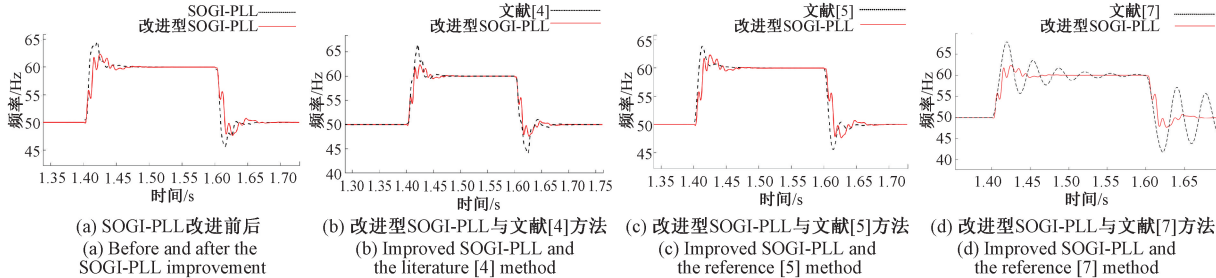 SOGI-PLL
改进型SOGI-PLL
频率/Hz
65
60
55
50
45
1.35 1.40 1.45 1.50 1.55 1.60 1.65 1.70
时间/s
(a) SOGI-PLL改进前后
(a) Before and after the
SOGI-PLL improvement
文献[4]
改进型SOGI-PLL
频率/Hz
65
60
55
50
45
40
1.30 1.35 1.40 1.45 1.50 1.55 1.60 1.65 1.70 1.75
时间/s
(b) 改进型SOGI-PLL与文献[4]方法
(b) Improved SOGI-PLL and
the literature [4] method
文献[5]
改进型SOGI-PLL
频率/Hz
65
60
55
50
45
1.35 1.40 1.45 1.50 1.55 1.60 1.65 1.70
时间/s
(c) 改进型SOGI-PLL与文献[5]方法
(c) Improved SOGI-PLL and
the reference [5] method
文献[7]
改进型SOGI-PLL
频率/Hz
65
60
55
50
45
40
1.40 1.45 1.50 1.55 1.60 1.65
时间/s
(d) 改进型SOGI-PLL与文献[7]方法
(d) Improved SOGI-PLL and
the reference [7] method